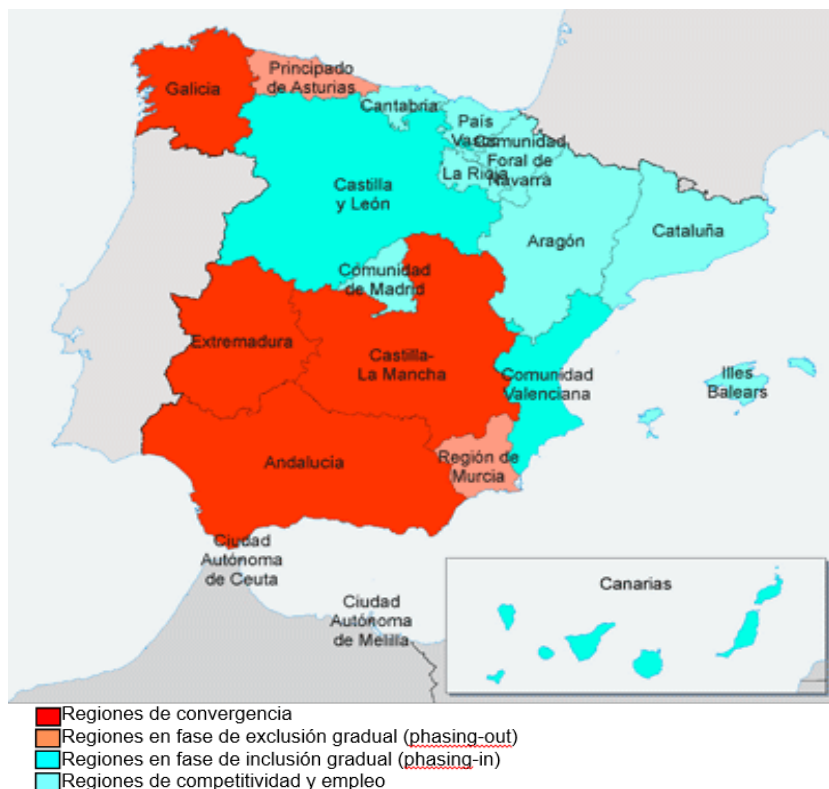 Galicia
Principado
de Asturias
Cantabria
País
Vasco
Comunidad
Foral de
Navarra
La Rioja
Castilla
y León
Aragón
Cataluña
Comunidad
de Madrid
Extremadura
Castilla-
La Mancha
Comunidad
Valenciana
Illes
Balears
Andalucia
Región de
Murcia
Ciudad
Autónoma
de Ceuta
Ciudad
Autónoma
de Melilla
Canarias
Regiones de convergencia
Regiones en fase de exclusión gradual (phasing-out)
Regiones en fase de inclusión gradual (phasing-in)
Regiones de competitividad y empleo